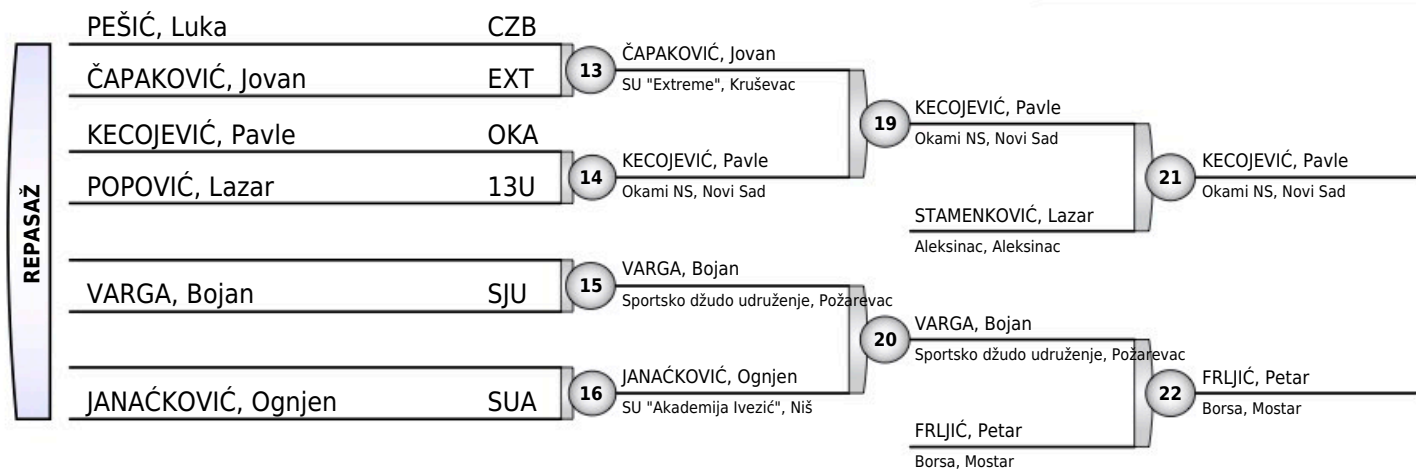 REPASAŽ
PEŠIĆ, Luka CZB
ČAPAKOVIĆ, Jovan EXT
KECOJEVIĆ, Pavle OKA
POPOVIĆ, Lazar 13U
VARGA, Bojan SJU
JANAĆKOVIĆ, Ognjen SUA
13
ČAPAKOVIĆ, Jovan
SU "Extreme", Kruševac
14
KECOJEVIĆ, Pavle
Okami NS, Novi Sad
15
VARGA, Bojan
Sportsko džudo udruženje, Požarevac
16
JANAĆKOVIĆ, Ognjen
SU "Akademija Ivezić", Niš
19
KECOJEVIĆ, Pavle
Okami NS, Novi Sad
STAMENKOVIĆ, Lazar
Aleksinac, Aleksinac
20
VARGA, Bojan
Sportsko džudo udruženje, Požarevac
FRLJIĆ, Petar
Borsa, Mostar
21
KECOJEVIĆ, Pavle
Okami NS, Novi Sad
22
FRLJIĆ, Petar
Borsa, Mostar